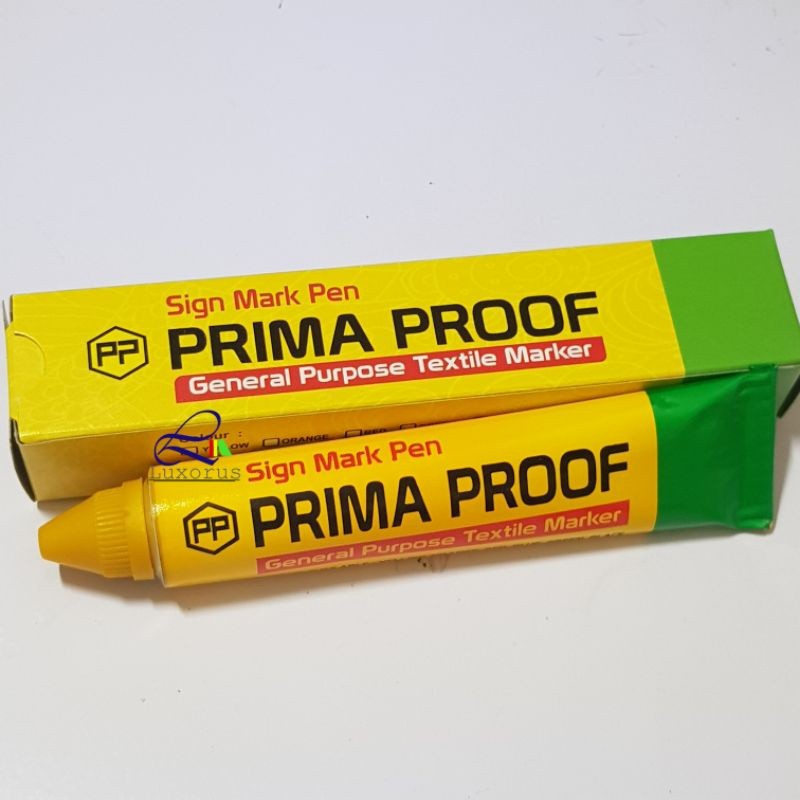 Sign Mark Pen
PP PRIMA PROOF
General Purpose Textile Marker
ORANGE
Luxorus
Sign Mark Pen
PP PRIMA PROOF
General Purpose Textile Marker